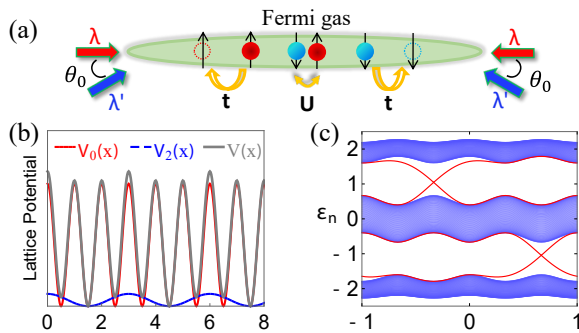 (a)
Fermi gas
λ
θ₀
λ'
t
U
t
λ
θ₀
λ'
(b)
V₀(x)
V₂(x)
V(x)
Lattice Potential
0
2
4
6
8
(c)
εₙ
2
1
0
- 1
- 2
-1
0
1